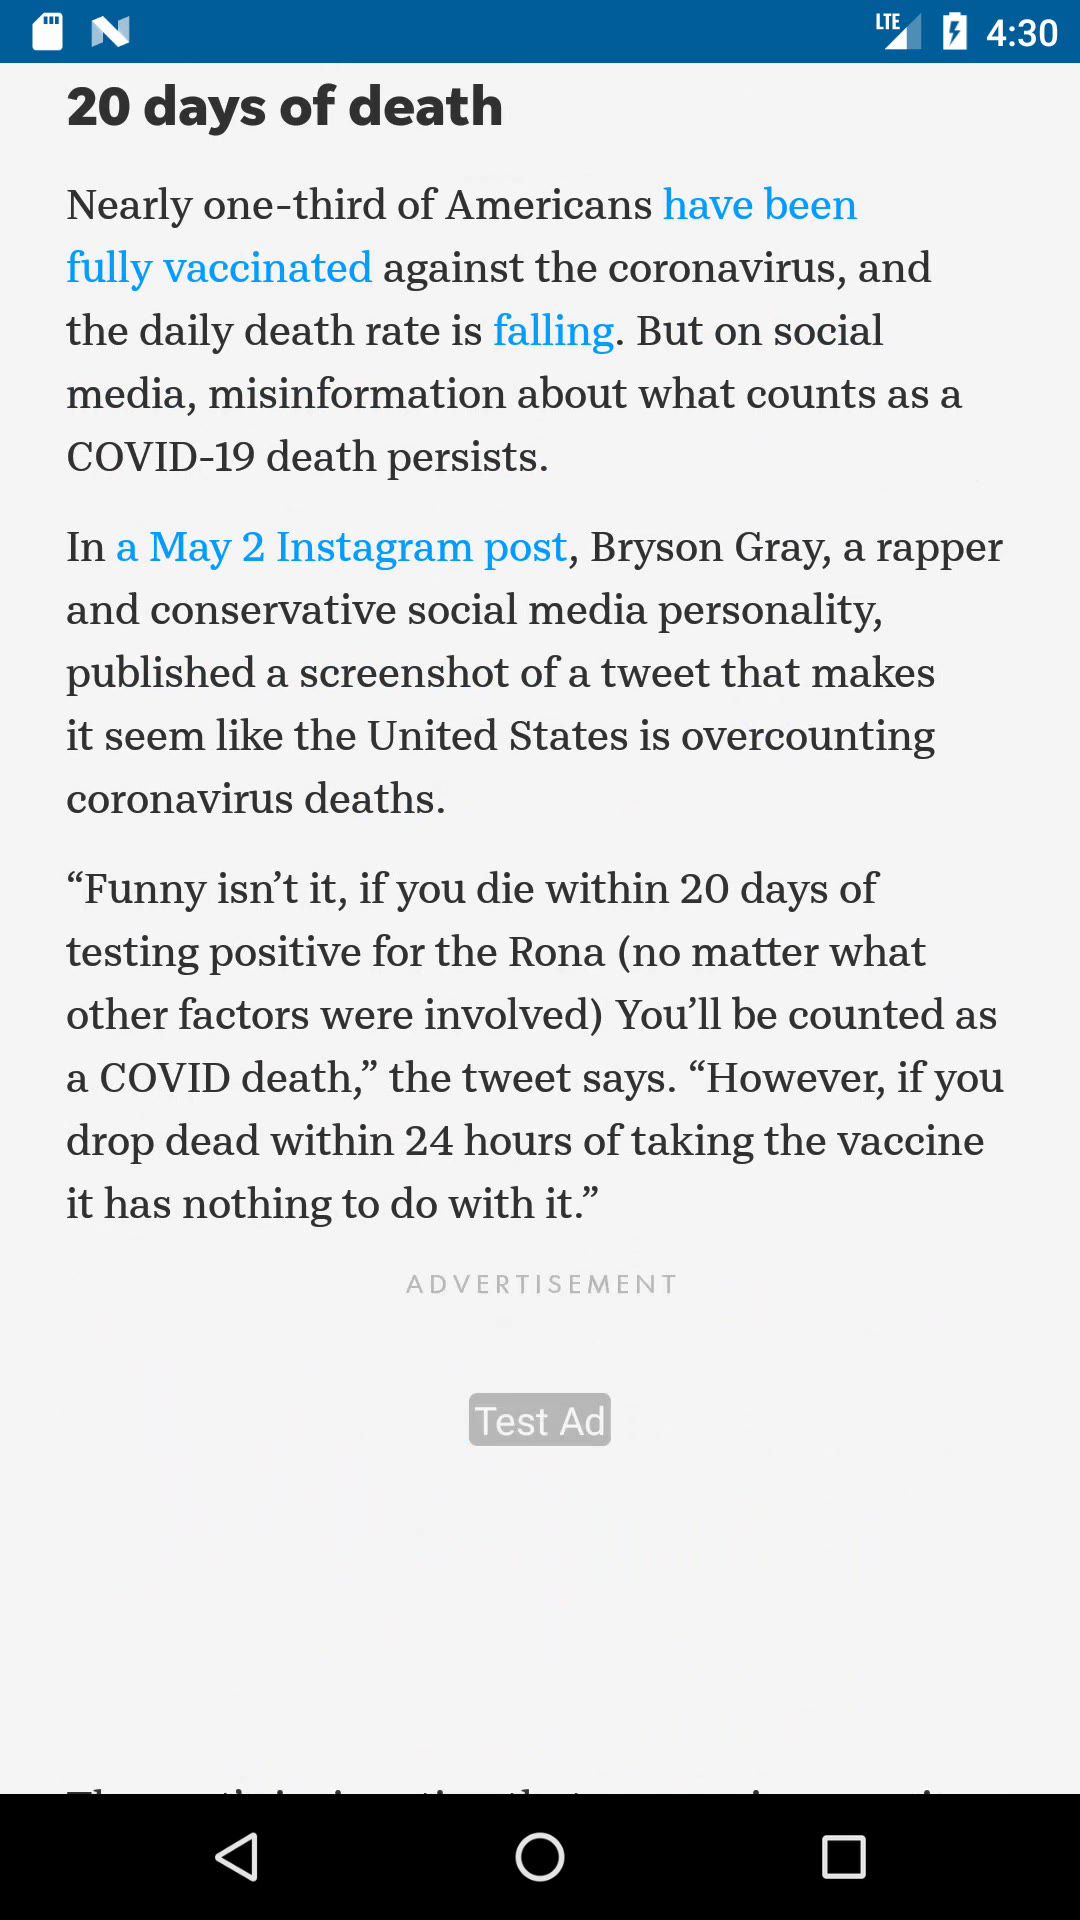 LTE 4:30
20 days of death
Nearly one-third of Americans have been
fully vaccinated against the coronavirus, and
the daily death rate is falling. But on social
media, misinformation about what counts as a
COVID-19 death persists.
In a May 2 Instagram post, Bryson Gray, a rapper
and conservative social media personality,
published a screenshot of a tweet that makes
it seem like the United States is overcounting
coronavirus deaths.
“Funny isn’t it, if you die within 20 days of
testing positive for the Rona (no matter what
other factors were involved) You’ll be counted as
a COVID death,” the tweet says. “However, if you
drop dead within 24 hours of taking the vaccine
it has nothing to do with it.”
ADVERTISEMENT
Test Ad